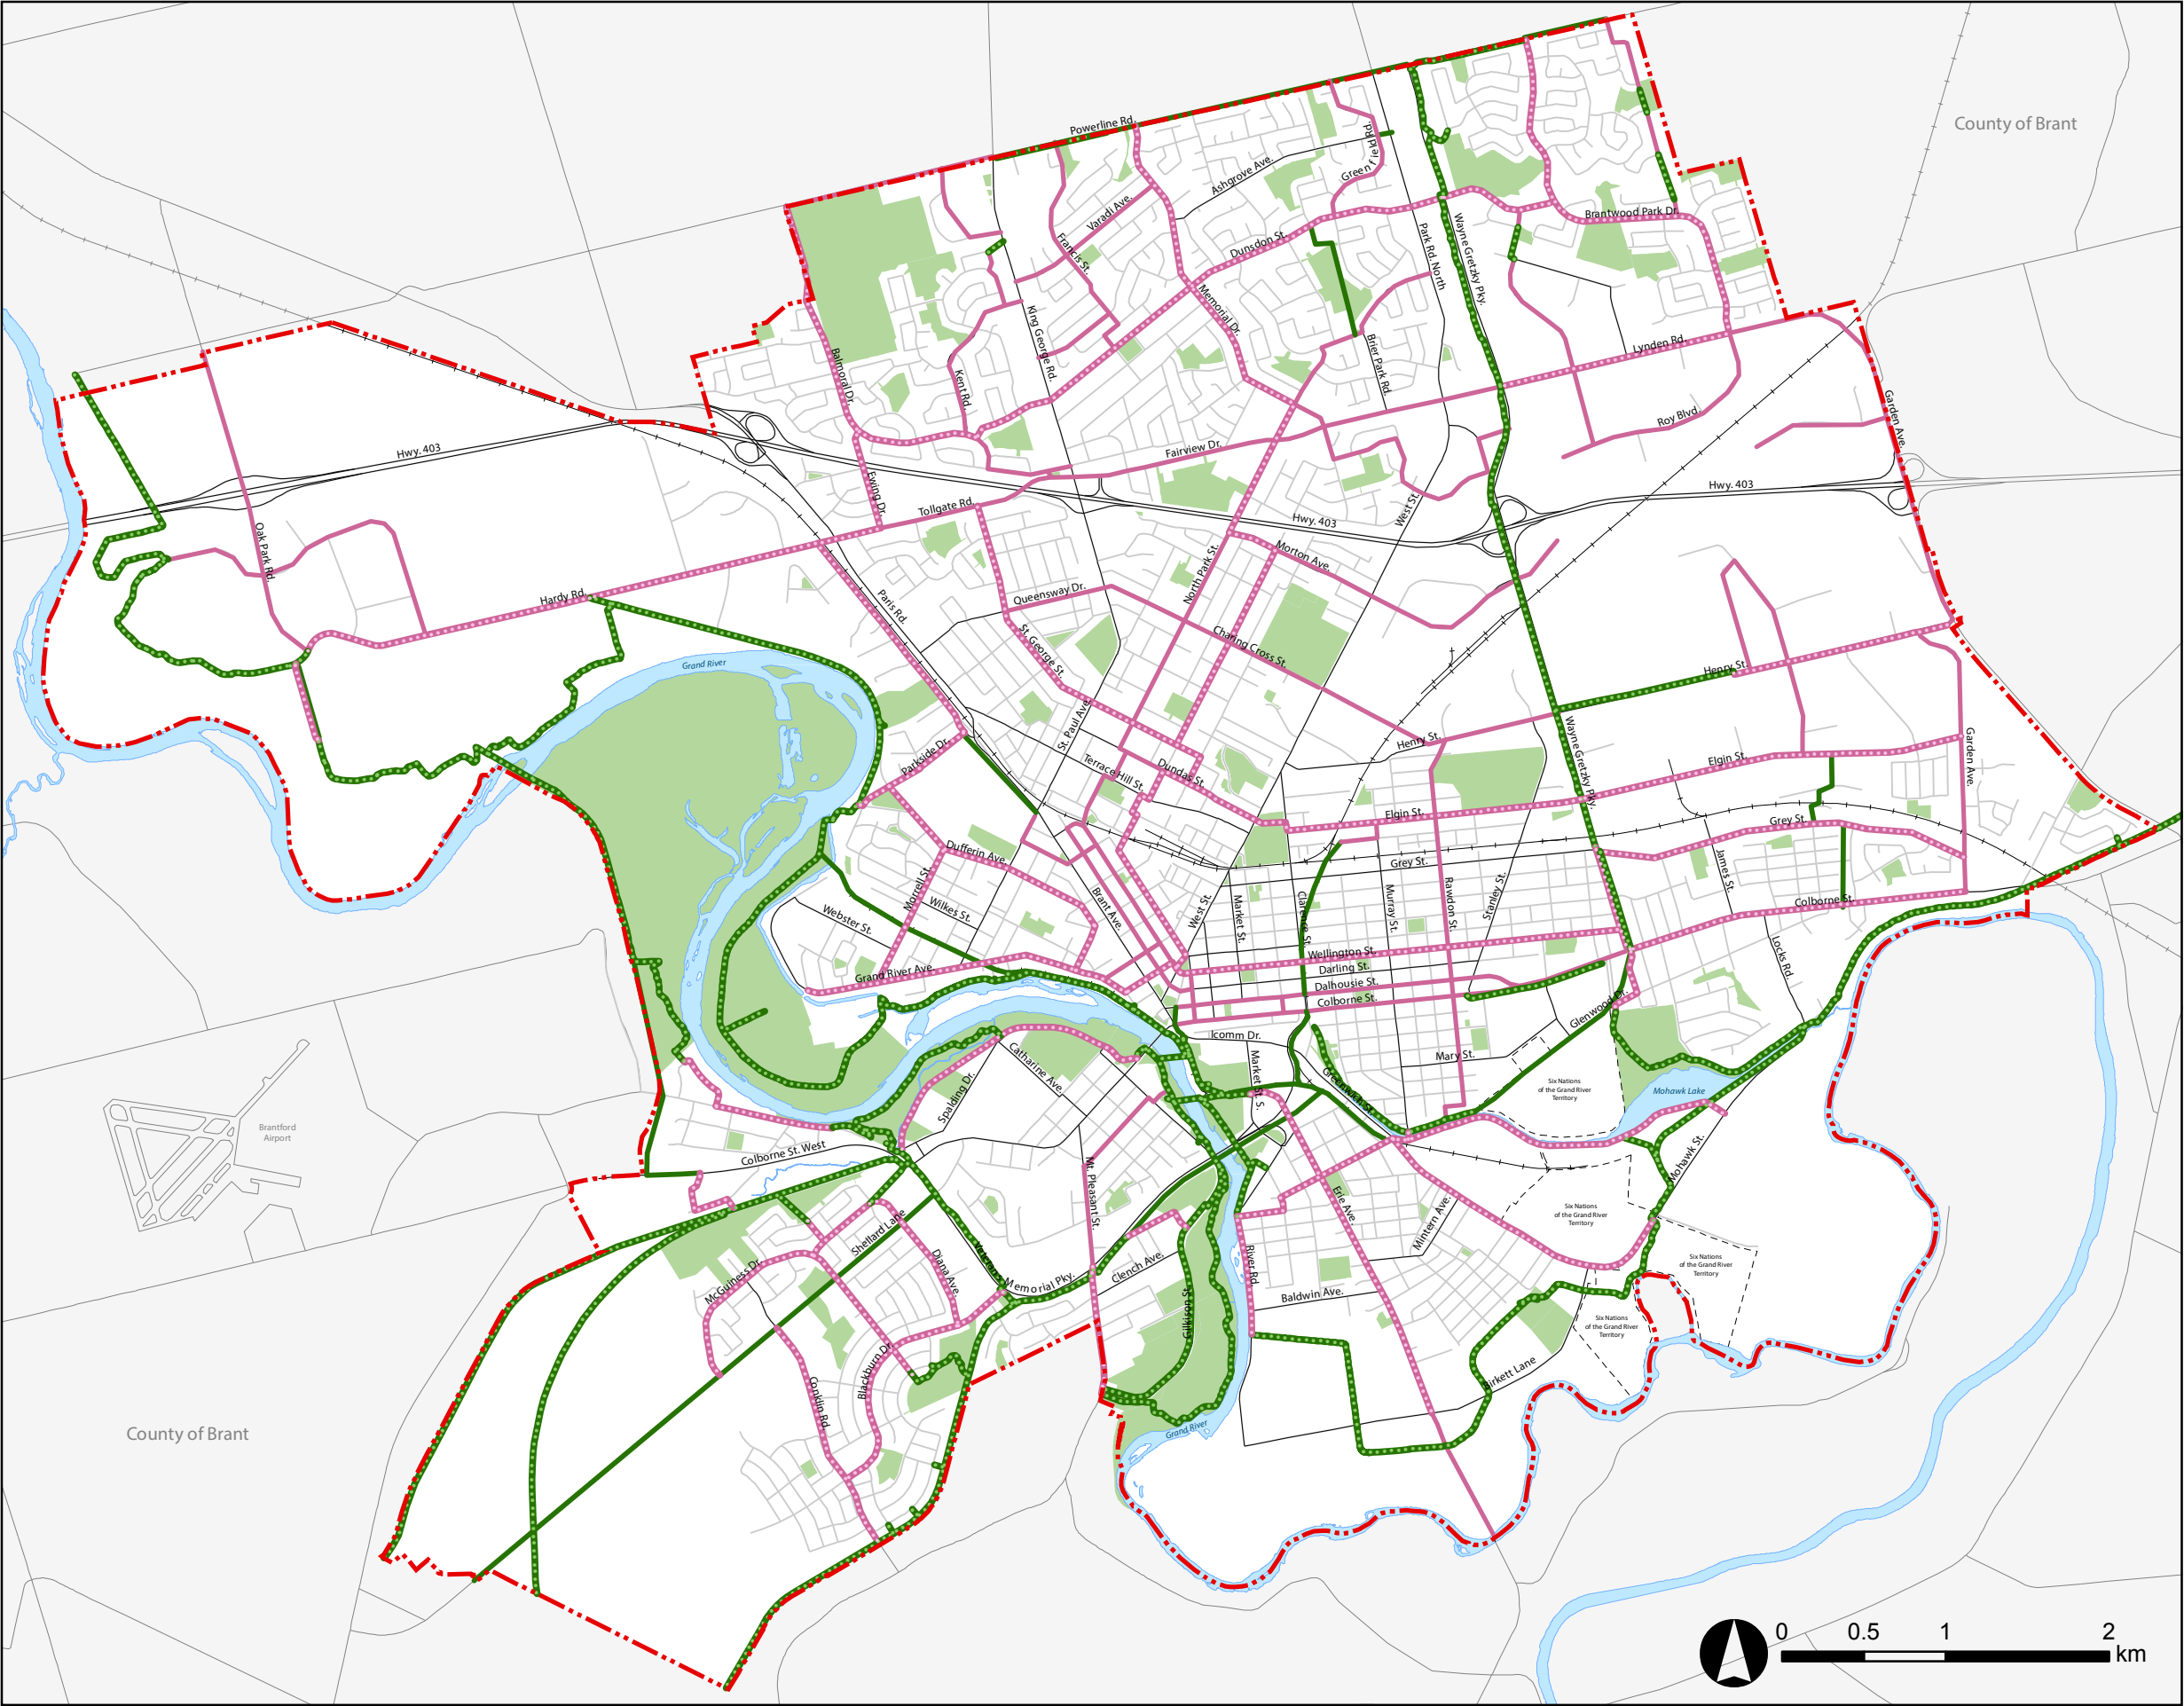 County of Brant
Powerline Rd.
Ashgrove Ave.
Greenfield Rd.
Varadi Ave.
Francis St.
Dunsdon St.
Brantwood Park Dr.
Park Rd. North
Wayne Gretzky Pky.
Memorial Dr.
King George Rd.
Balmoral Dr.
Kent Rd.
Brier Park Rd.
Lynden Rd.
Garden Ave.
Roy Blvd.
Hwy. 403
Fairview Dr.
Ewing Dr.
Tollgate Rd.
Hwy. 403
West St.
Hwy. 403
Oak Park Rd.
Morton Ave.
North Park St.
Queensway Dr.
Hardy Rd.
Paris Rd.
St. George St.
Charing Cross St.
Grand River
Henry St.
St. Paul Ave.
Henry St.
Wayne Gretzky Pky.
Garden Ave.
Parkside Dr.
Terrace Hill St.
Dundas St.
Elgin St.
Elgin St.
Grey St.
Dufferin Ave.
Grey St.
James St.
Morrell St.
Wilkes St.
Brant Ave.
West St.
Market St.
Clarence St.
Murray St.
Rawdon St.
Stanley St.
Colborne St.
Webster St.
Locks Rd.
Wellington St.
Darling St.
Grand River Ave.
Dalhousie St.
Colborne St.
Glenwood Dr.
Icomm Dr.
Catharine Ave.
Market St. S.
Mary St.
Greenwich St.
Spalding Dr.
Six Nations
of the Grand River
Territory
Mohawk Lake
Brantford
Airport
Colborne St. West
Mohawk St.
Mt. Pleasant St.
Erie Ave.
Mintern Ave.
Six Nations
of the Grand River
Territory
Shellard Lane
Diana Ave.
Veterans Memorial Pky.
Clench Ave.
River Rd.
Six Nations
of the Grand River
Territory
McGuiness Dr.
Gilkison St.
Baldwin Ave.
Six Nations
of the Grand River
Territory
Blackburn Dr.
Conklin Rd.
Birkett Lane
Grand River
County of Brant
0 0.5 1 2
km